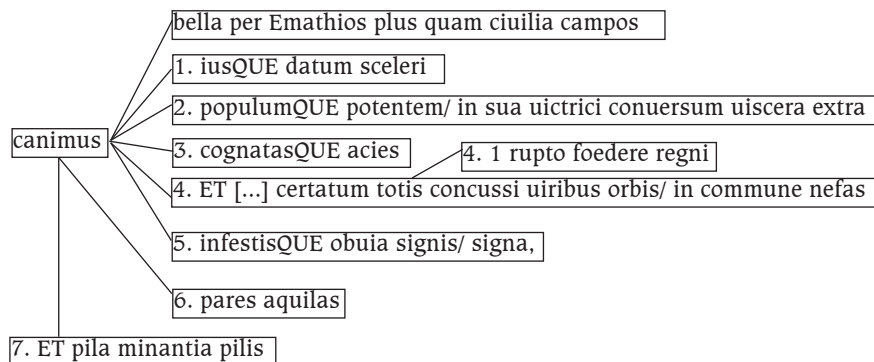 bella per Emathios plus quam ciuilia campos
1. iusQUE datum sceleri
2. populumQUE potentem/ in sua uictrici conuersum uiscera extra
canimus
3. cognatasQUE acies
4. 1 rupto foedere regni
4. ET [...] certatum totis concussi uiribus orbis/ in commune nefas
5. infestisQUE obuia signis/ signa,
6. pares aquilas
7. ET pila minantia pilis